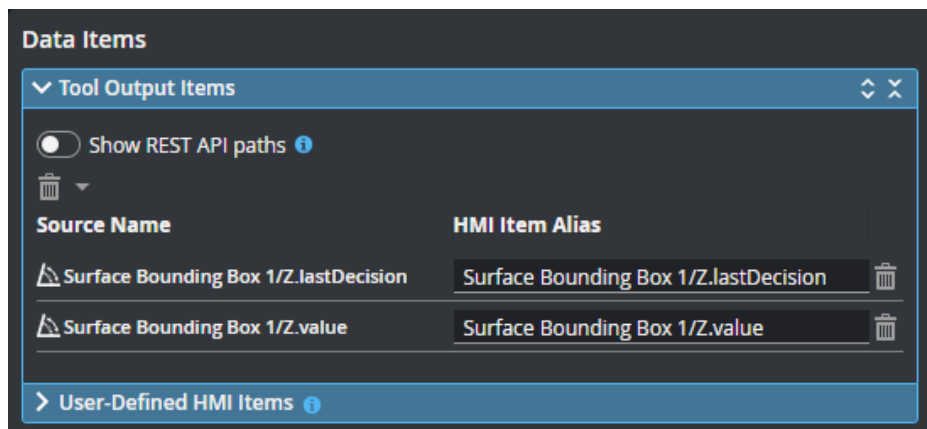 Data Items
Tool Output Items
Show REST API paths
Source Name HMI Item Alias
Surface Bounding Box 1/Z.lastDecision Surface Bounding Box 1/Z.lastDecision
Surface Bounding Box 1/Z.value Surface Bounding Box 1/Z.value
User-Defined HMI Items